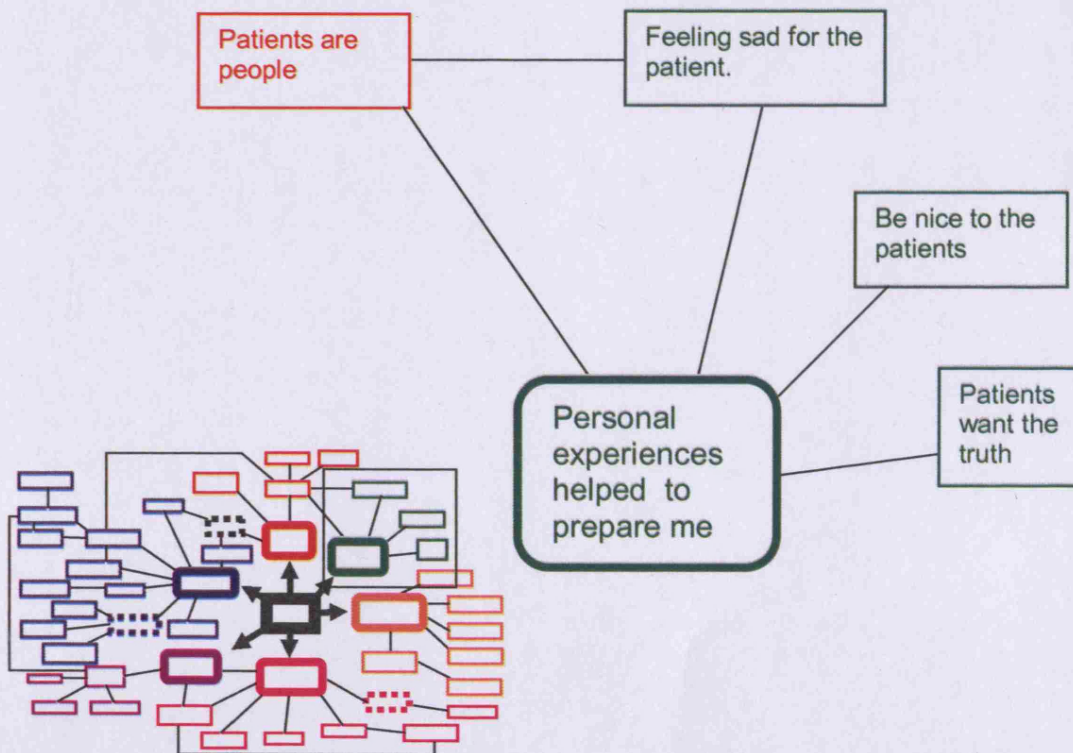 Patients are
people
Feeling sad for the
patient.
Be nice to the
patients
Patients
want the
truth
Personal
experiences
helped to
prepare me